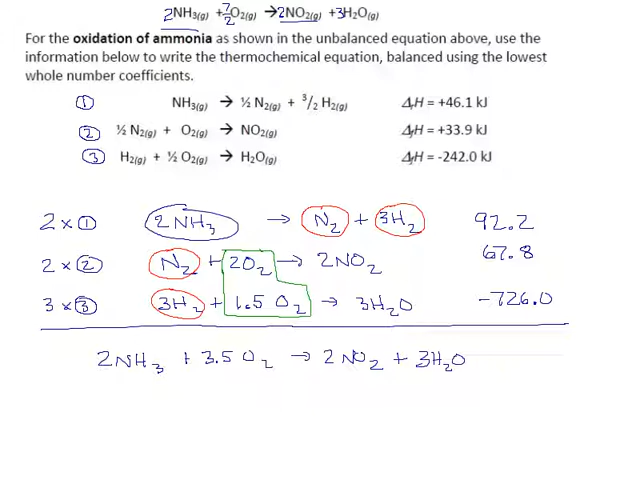 2NH3(g) +7/2O2(g) → 2NO2(g) +3H2O(g)
For the oxidation of ammonia as shown in the unbalanced equation above, use the
information below to write the thermochemical equation, balanced using the lowest
whole number coefficients.
① NH3(g) → ½ N2(g) + 3/2 H2(g) ΔfH = +46.1 kJ
② ½ N2(g) + O2(g) → NO2(g) ΔfH = +33.9 kJ
③ H2(g) + ½ O2(g) → H2O(g) ΔfH = -242.0 kJ
2 × ① 2NH3 → N2 + 3H2 92.2
2 × ② N2 + 2O2 → 2NO2 67.8
3 × ③ 3H2 + 1.5 O2 → 3H2O -726.0
2NH3 + 3.5 O2 → 2 NO2 + 3H2O